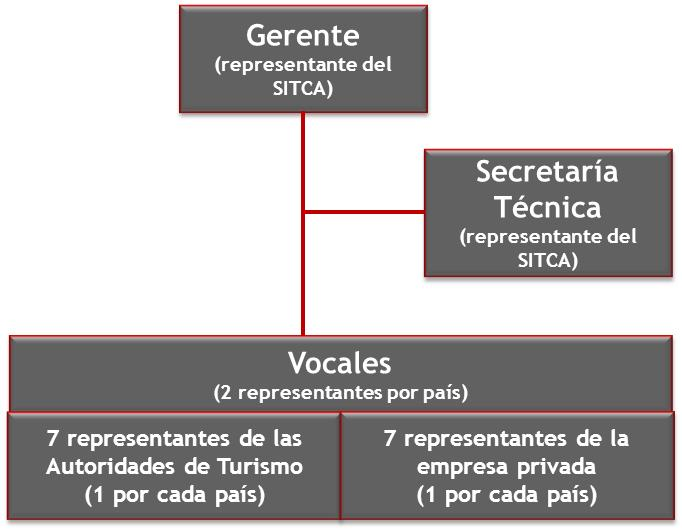 Gerente
(representante del
SITCA)
Secretaría
Técnica
(representante del
SITCA)
Vocales
(2 representantes por país)
7 representantes de las
Autoridades de Turismo
(1 por cada país)
7 representantes de la
empresa privada
(1 por cada país)